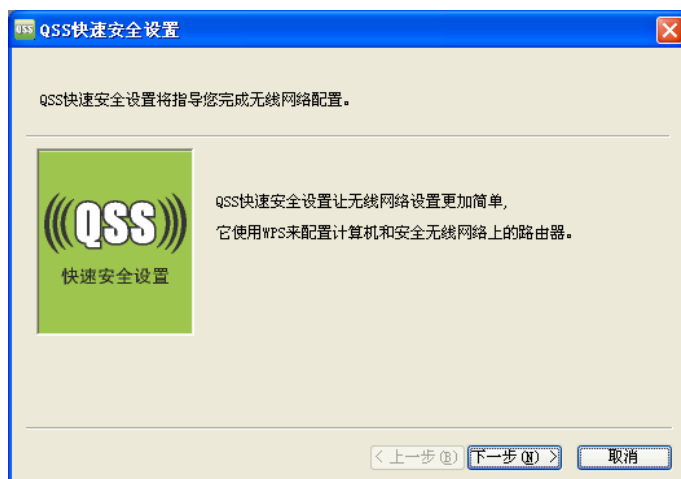 QSS QSS快速安全设置
QSS快速安全设置将指导您完成无线网络配置。
(((QSS)))
快速安全设置
QSS快速安全设置让无线网络设置更加简单,
它使用WPS来配置计算机和安全无线网络上的路由器。
< 上一步(B) 下一步(N) > 取消